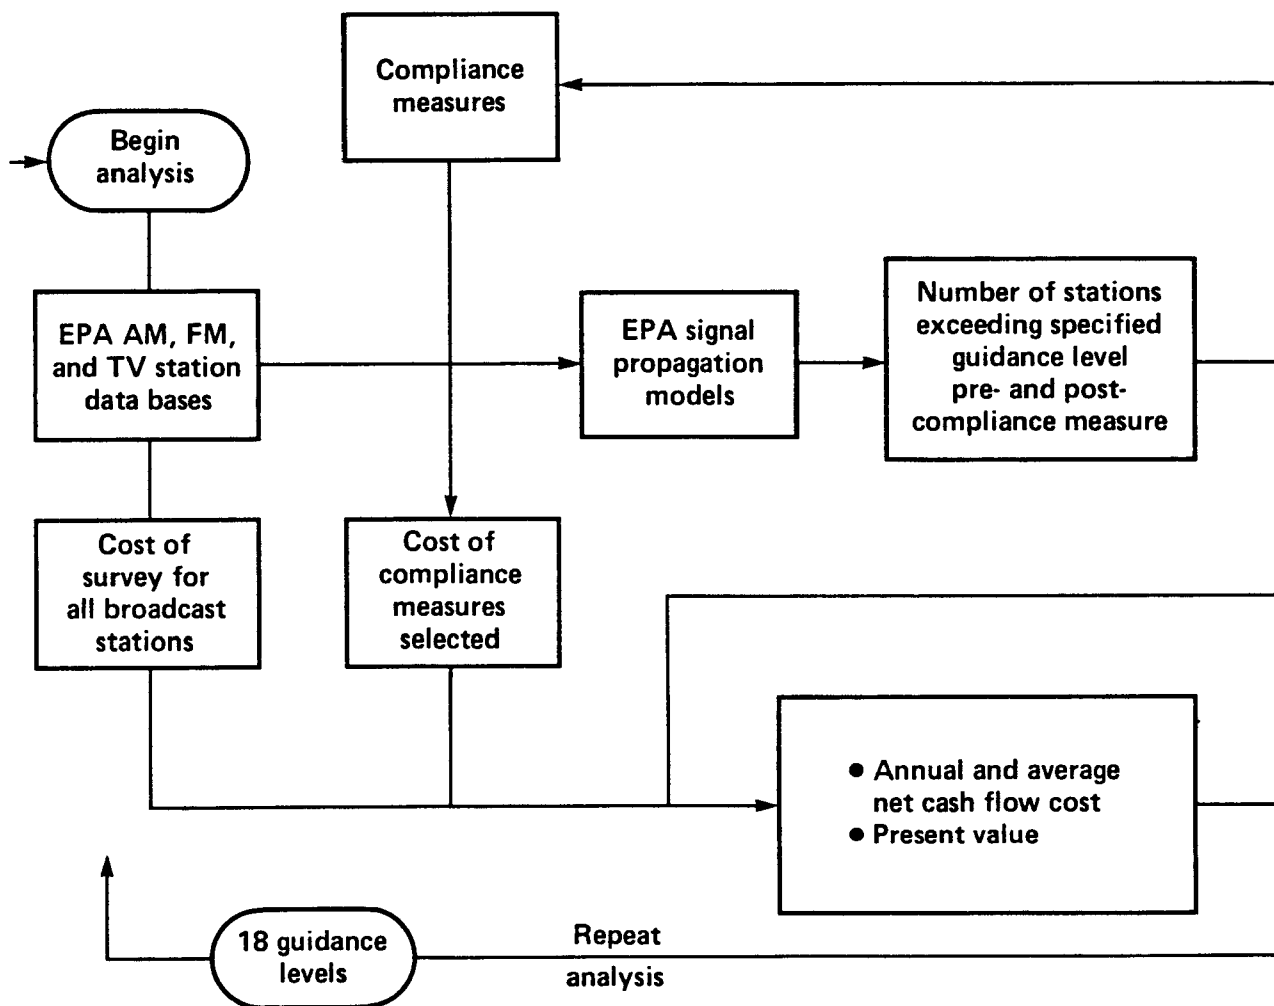 Compliance
measures
Begin
analysis
EPA AM, FM,
and TV station
data bases
EPA signal
propagation
models
Number of stations
exceeding specified
guidance level
pre- and post-
compliance measure
Cost of
survey for
all broadcast
stations
Cost of
compliance
measures
selected
● Annual and average
net cash flow cost
● Present value
18 guidance
levels
Repeat
analysis